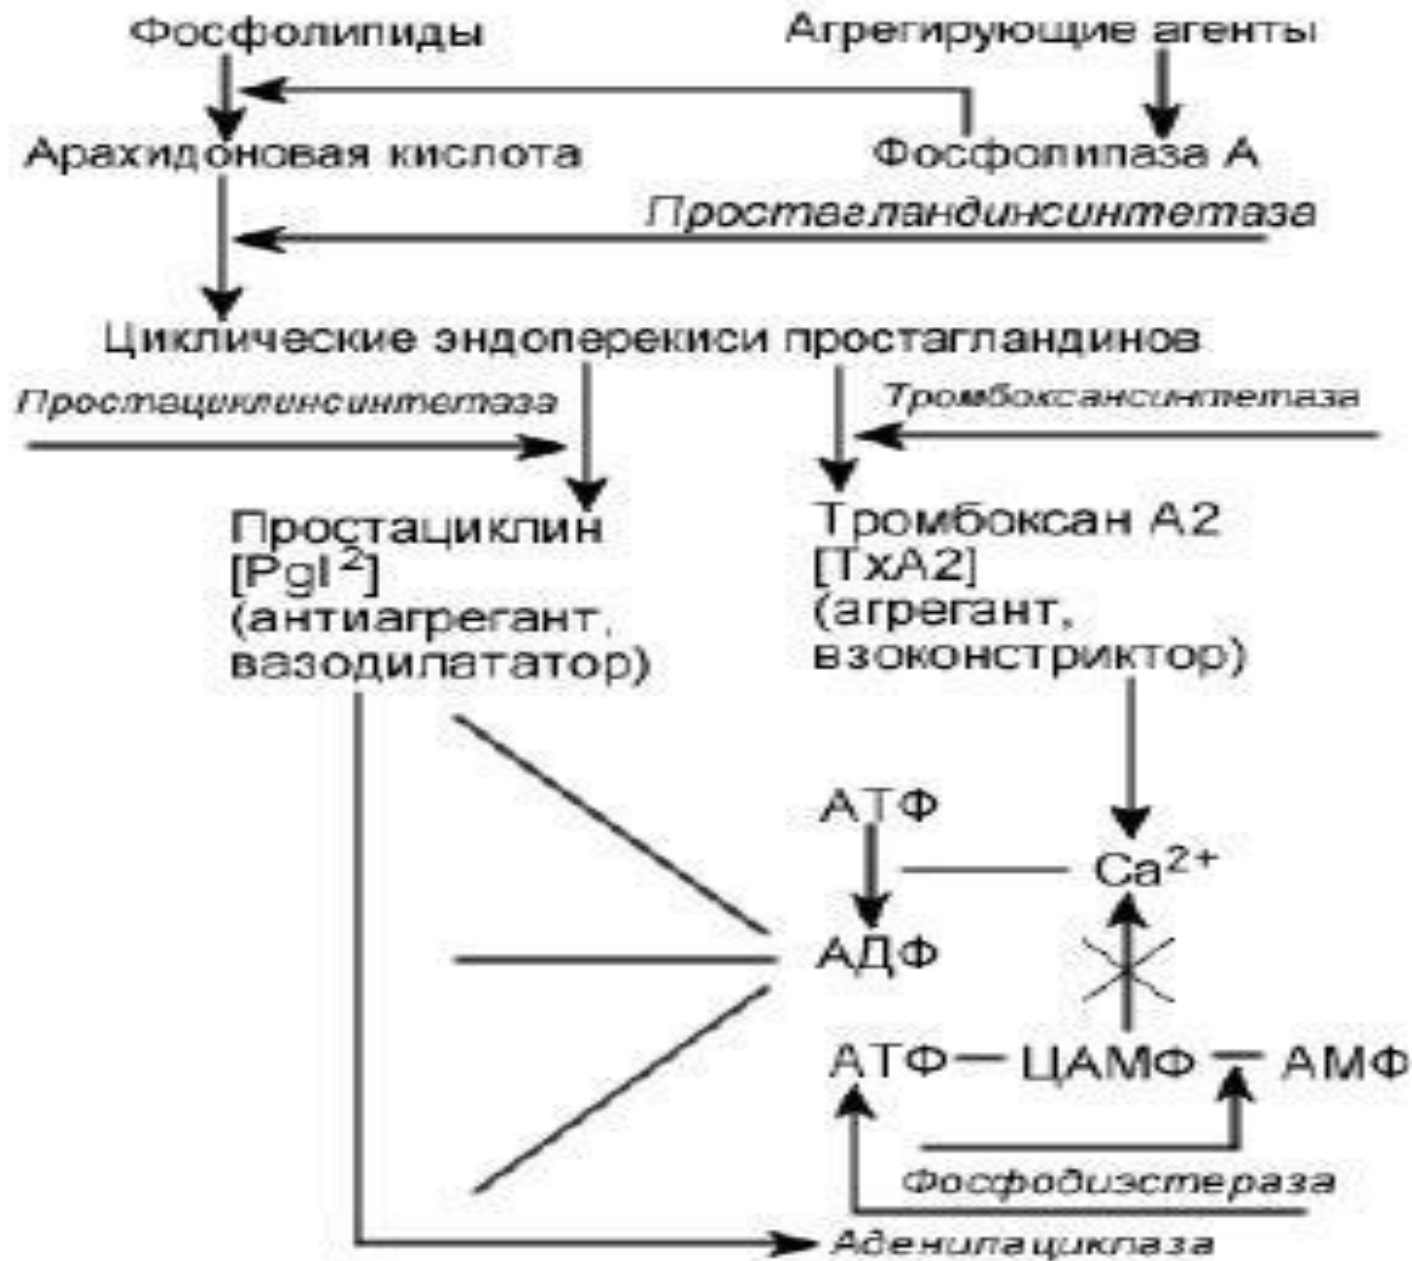 Фосфолипиды
Агрегирующие агенты
Арахидоновая кислота
Фосфолипаза А
Простагландинсинтетаза
Циклические эндоперекиси простагландинов
Простациклинсинтетаза
Тромбоксансинтетаза
Простациклин
[PgI²]
(антиагрегант,
вазодилататор)
Тромбоксан А2
[ТхА2]
(агрегант,
взоконстриктор)
АТФ
Ca²⁺
АДФ
АТФ — ЦАМФ — АМФ
Фосфодиэстераза
Аденилациклаза